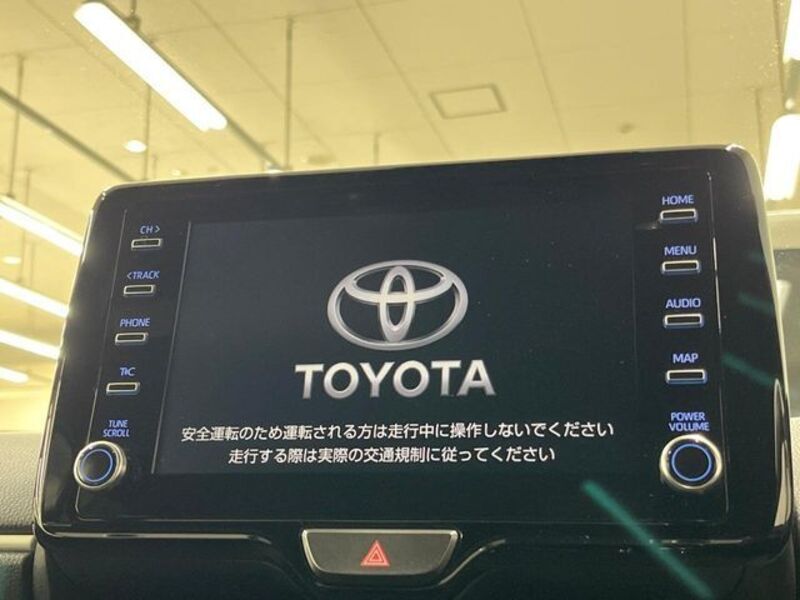 CH >
< TRACK
PHONE
T&C
TUNE
SCROLL
HOME
MENU
AUDIO
MAP
POWER
VOLUME
TOYOTA
安全運転のため運転される方は走行中に操作しないでください
走行する際は実際の交通規制に従ってください